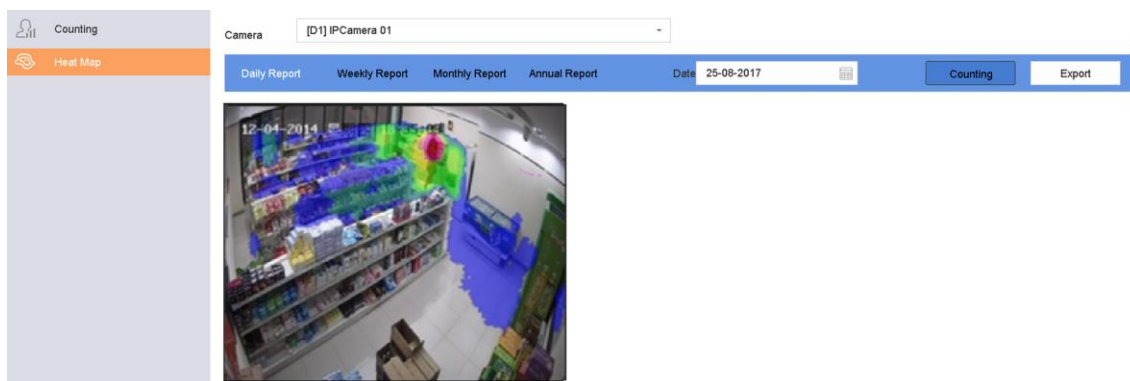 Counting
Heat Map
Camera [D1] IPCamera 01
Daily Report Weekly Report Monthly Report Annual Report Date 25-08-2017 Counting Export
12-04-2014